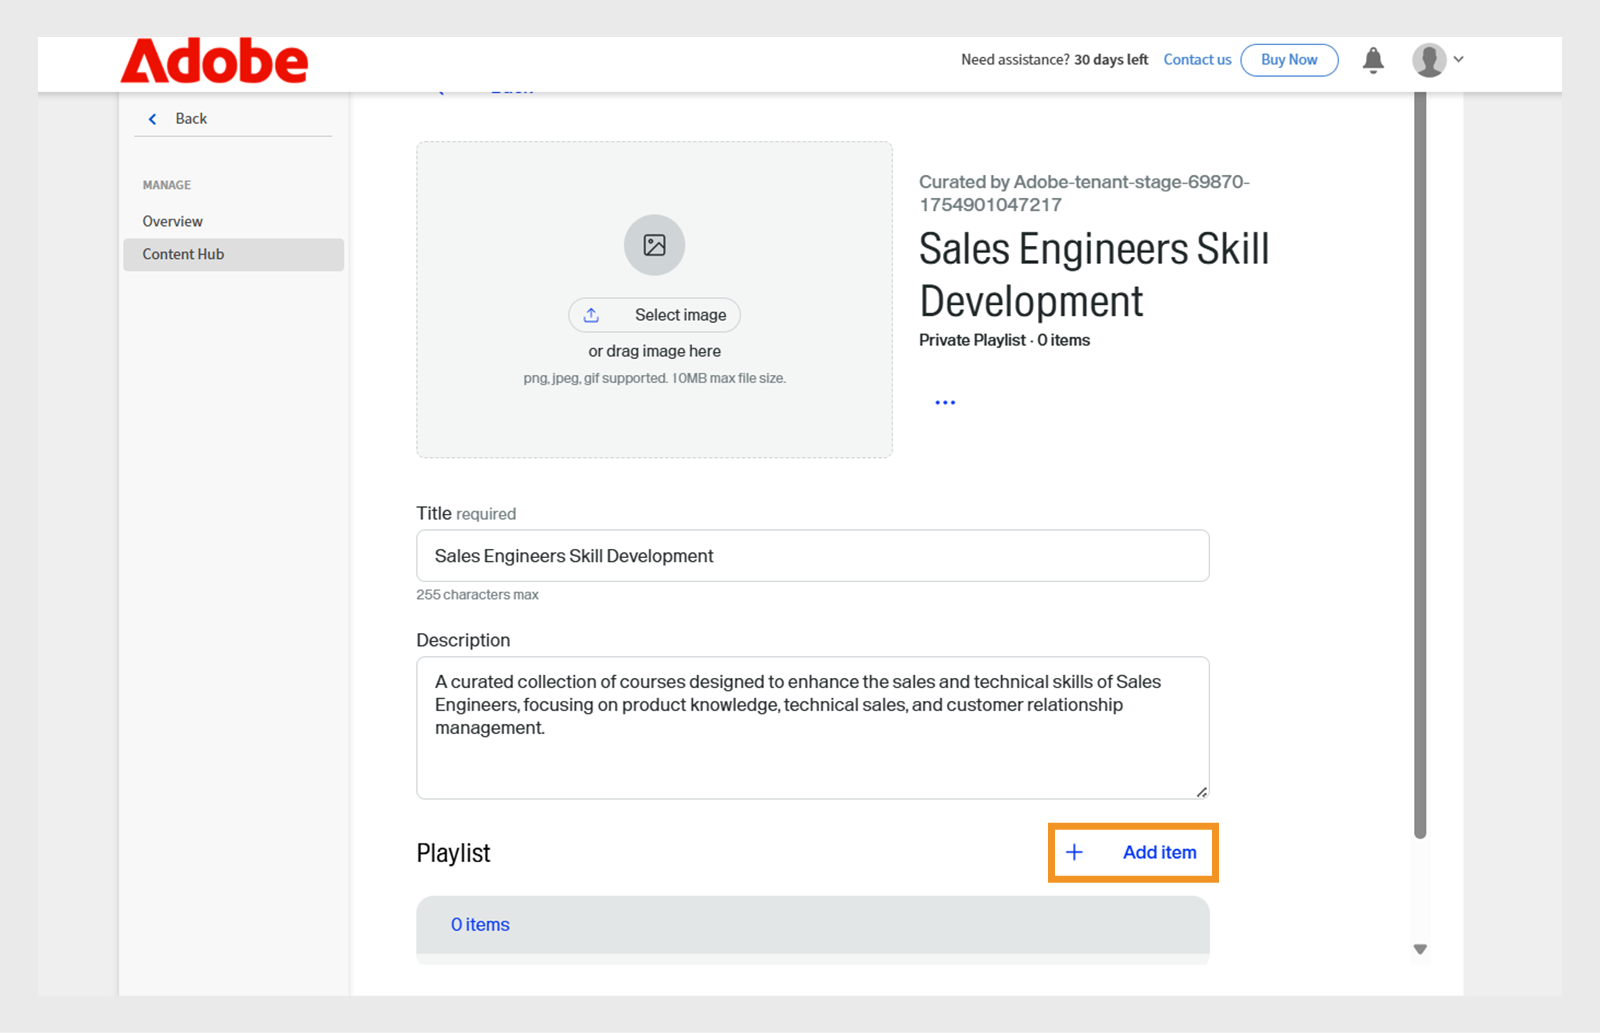 Adobe
Need assistance? 30 days left Contact us Buy Now
Back
Back
MANAGE
Overview
Content Hub
Select image
or drag image here
png, jpeg, gif supported. 10MB max file size.
Curated by Adobe-tenant-stage-69870-
1754901047217
Sales Engineers Skill
Development
Private Playlist · 0 items
Title required
Sales Engineers Skill Development
255 characters max
Description
A curated collection of courses designed to enhance the sales and technical skills of Sales
Engineers, focusing on product knowledge, technical sales, and customer relationship
management.
Playlist
Add item
0 items